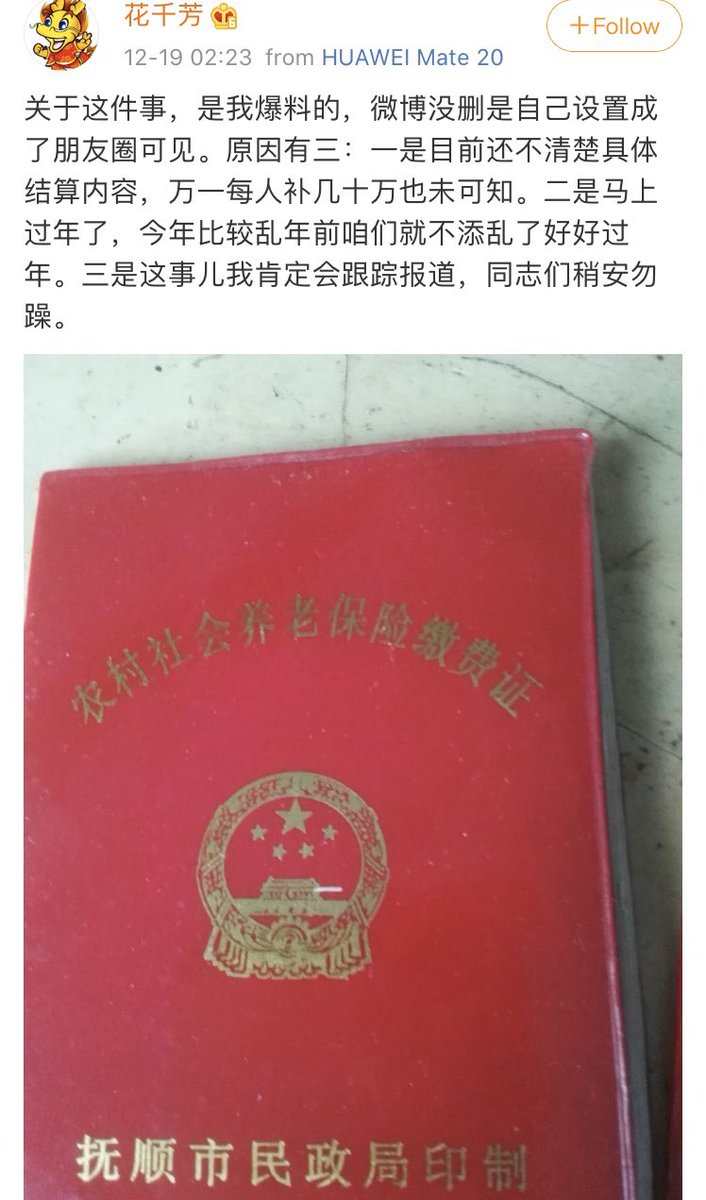 花千芳
+Follow
12-19 02:23 from HUAWEI Mate 20
关于这件事，是我爆料的，微博没删是自己设置成
了朋友圈可见。原因有三：一是目前还不清楚具体
结算内容，万一每人补几十万也未可知。二是马上
过年了，今年比较乱年前咱们就不添乱了好好过
年。三是这事儿我肯定会跟踪报道，同志们稍安勿
躁。
农村社会养老保险缴费证
抚顺市民政局印制